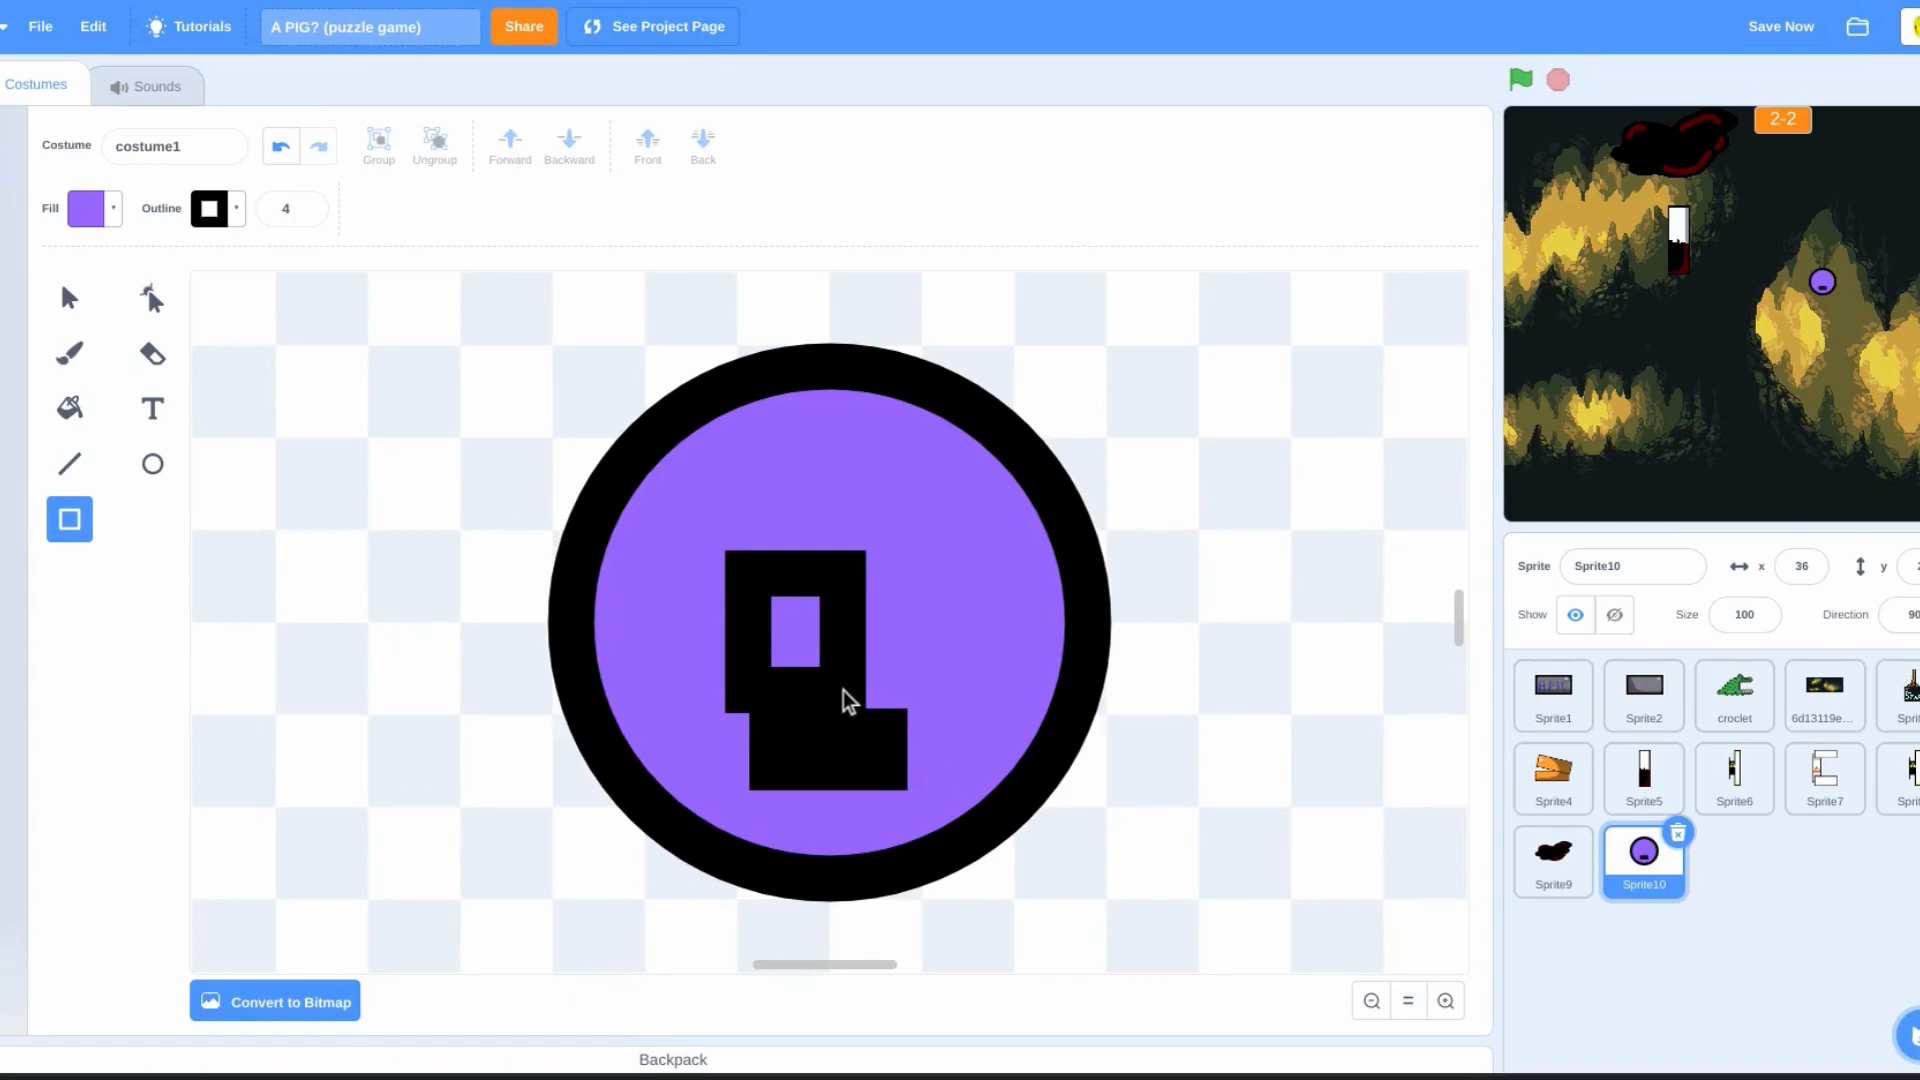 File Edit Tutorials A PIG? (puzzle game) Share See Project Page Save Now
Costumes Sounds
2-2
Costume costume1 Group Ungroup Forward Backward Front Back
Fill Outline 4
Sprite Sprite10 x 36 y
Show Size 100 Direction 90
Sprite1 Sprite2 croclet 6d13119e...
Sprite4 Sprite5 Sprite6 Sprite7
Sprite9 Sprite10
Convert to Bitmap
Backpack